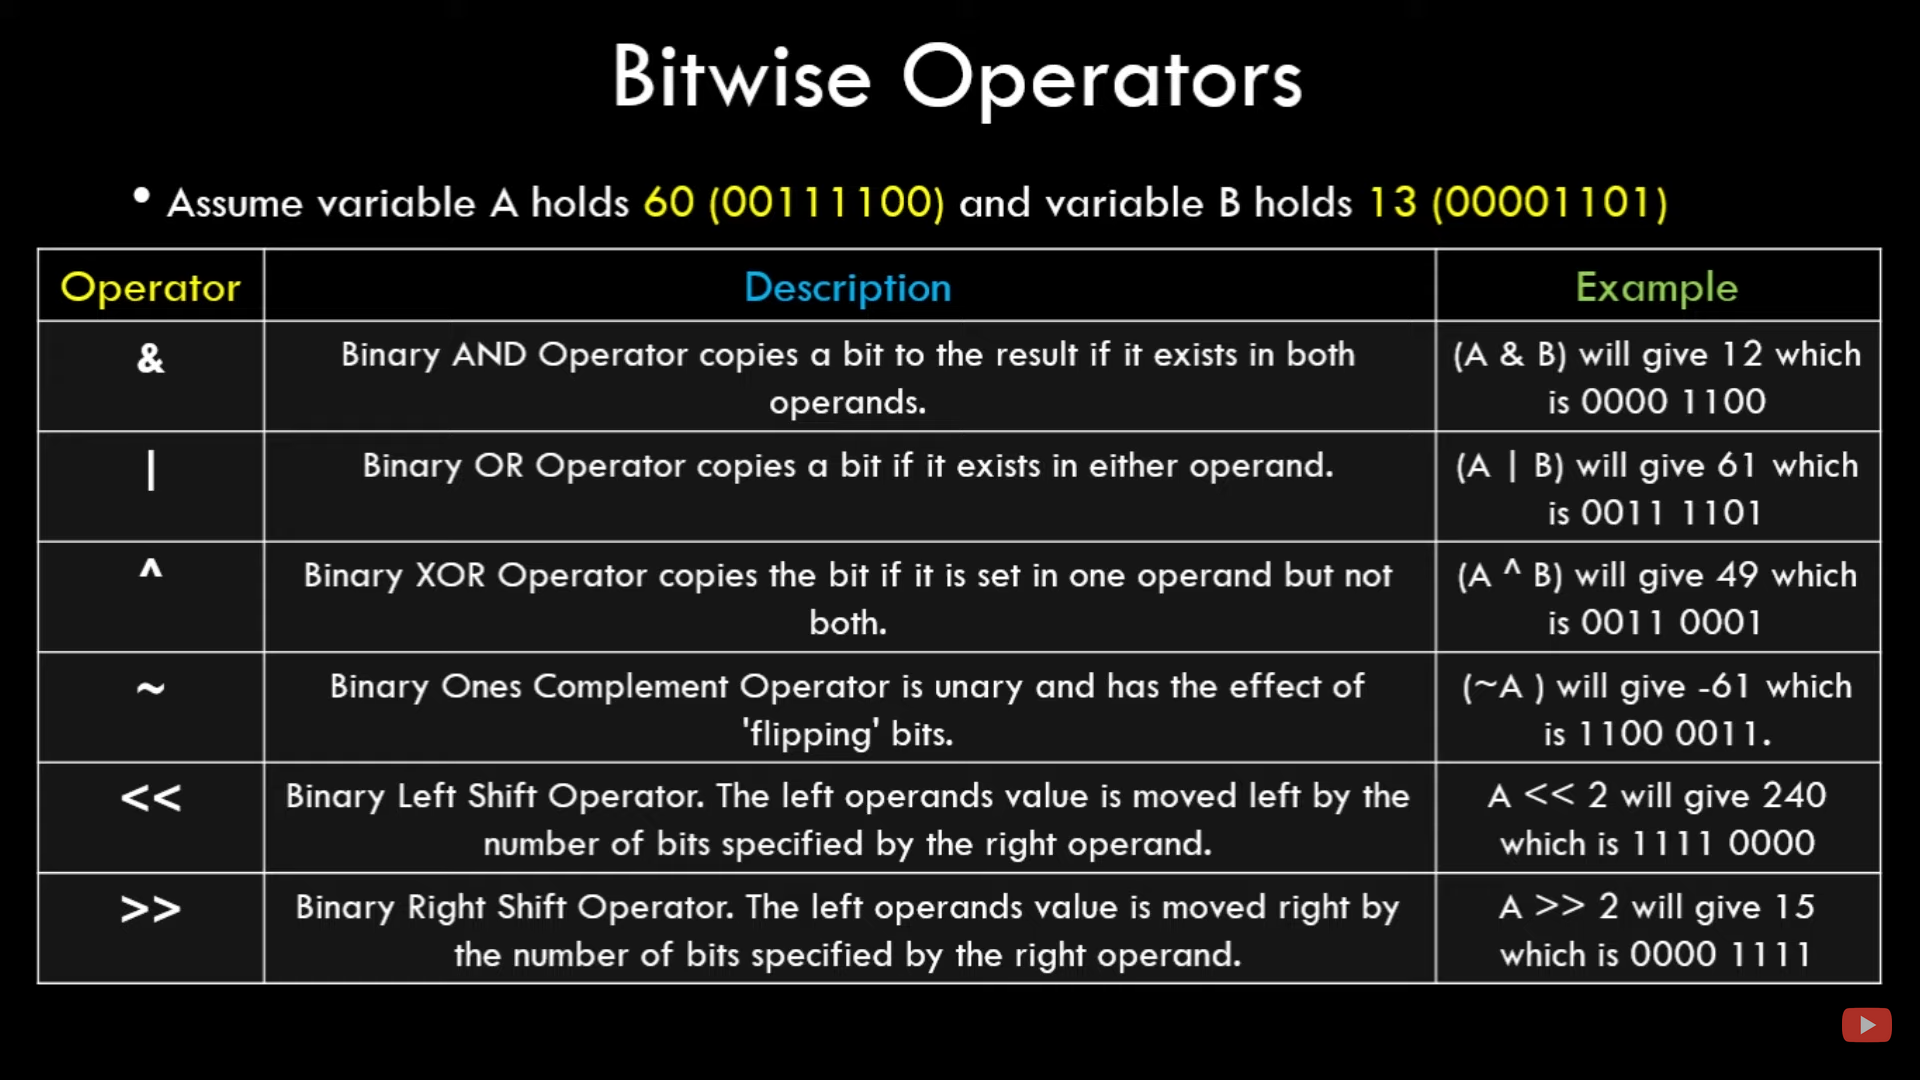 Bitwise Operators
• Assume variable A holds 60 (00111100) and variable B holds 13 (00001101)
Operator
Description
Example
&
Binary AND Operator copies a bit to the result if it exists in both
operands.
(A & B) will give 12 which
is 0000 1100
|
Binary OR Operator copies a bit if it exists in either operand.
(A | B) will give 61 which
is 0011 1101
^
Binary XOR Operator copies the bit if it is set in one operand but not
both.
(A ^ B) will give 49 which
is 0011 0001
~
Binary Ones Complement Operator is unary and has the effect of
'flipping' bits.
(~A ) will give -61 which
is 1100 0011.
<<
Binary Left Shift Operator. The left operands value is moved left by the
number of bits specified by the right operand.
A << 2 will give 240
which is 1111 0000
>>
Binary Right Shift Operator. The left operands value is moved right by
the number of bits specified by the right operand.
A >> 2 will give 15
which is 0000 1111